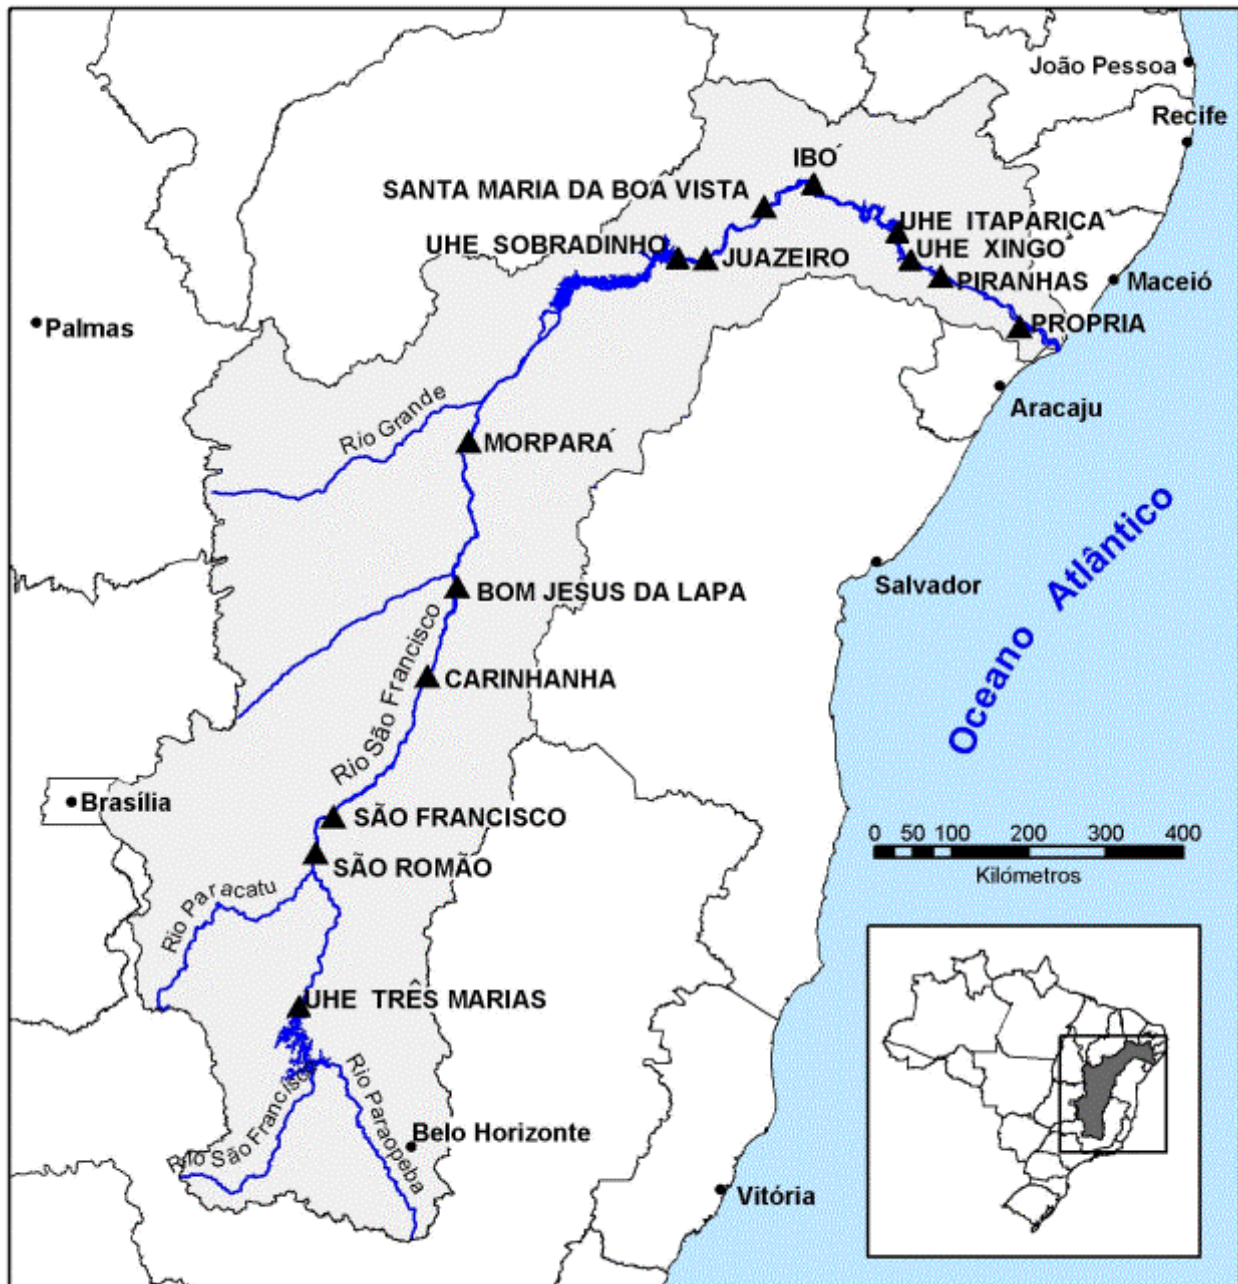 João Pessoa
Recife
IBÓ
SANTA MARIA DA BOA VISTA
UHE ITAPARICA
UHE SOBRADINHO
JUAZEIRO
UHE XINGÓ
PIRANHAS
Maceió
Palmas
PROPRIA
Aracaju
Rio Grande
MORPARÁ
Oceano Atlântico
Salvador
BOM JESUS DA LAPA
Rio São Francisco
CARINHANHA
Brasília
SÃO FRANCISCO
SÃO ROMÃO
0 50 100 200 300 400
Kilómetros
Rio Paracatu
UHE TRÊS MARIAS
Rio São Francisco
Rio Paraopeba
Belo Horizonte
Vitória